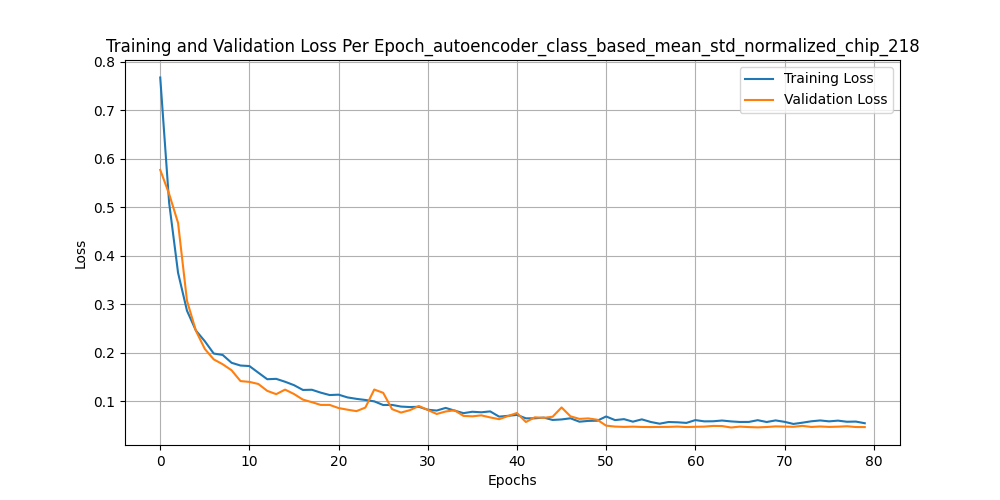 Training and Validation Loss Per Epoch_autoencoder_class_based_mean_std_normalized_chip_218
Training Loss
Validation Loss
Loss
0.8
0.7
0.6
0.5
0.4
0.3
0.2
0.1
0 10 20 30 40 50 60 70 80
Epochs